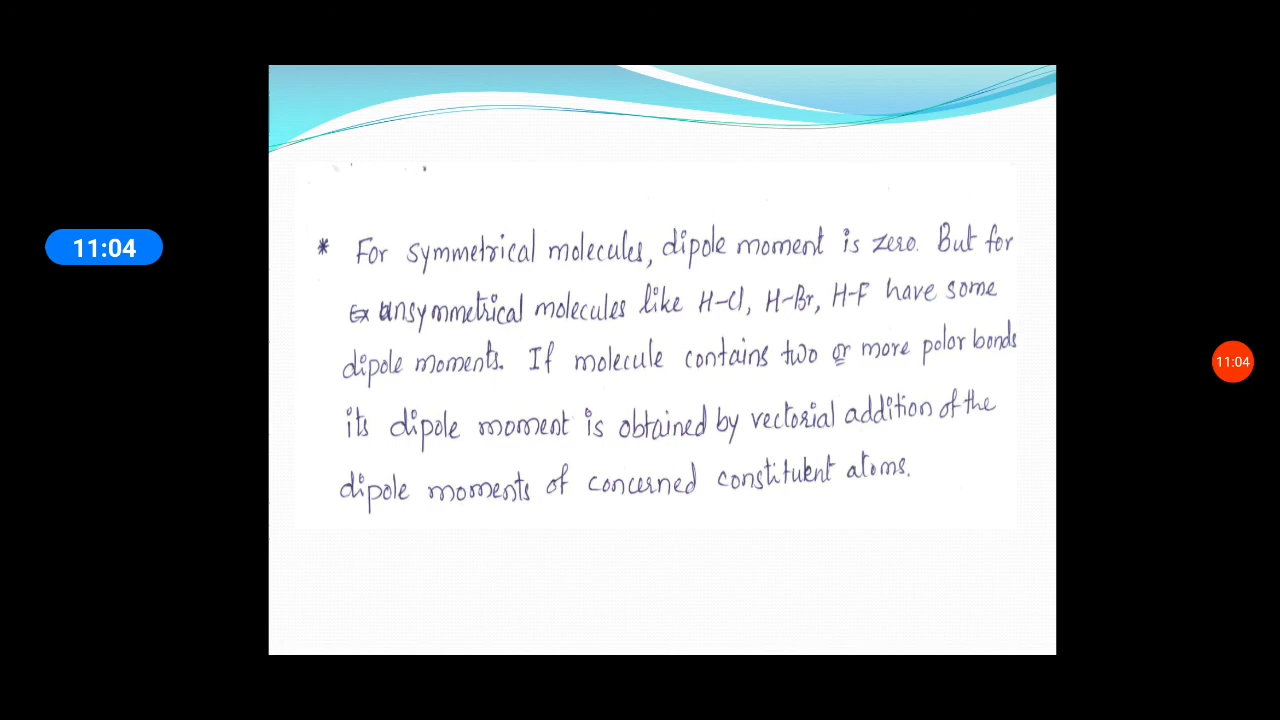 11:04
* For symmetrical molecules, dipole moment is zero. But for
unsymmetrical molecules like H-Cl, H-Br, H-F have some
dipole moments. If molecule contains two or more polar bonds
its dipole moment is obtained by vectorial addition of the
dipole moments of concerned constituent atoms.
11:04